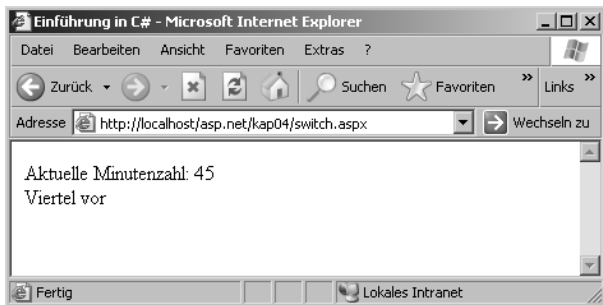 Einführung in C# - Microsoft Internet Explorer
Datei Bearbeiten Ansicht Favoriten Extras ?
Zurück Suchen Favoriten » Links »
Adresse http://localhost/asp.net/kap04/switch.aspx Wechseln zu
Aktuelle Minutenzahl: 45
Viertel vor
Fertig Lokales Intranet